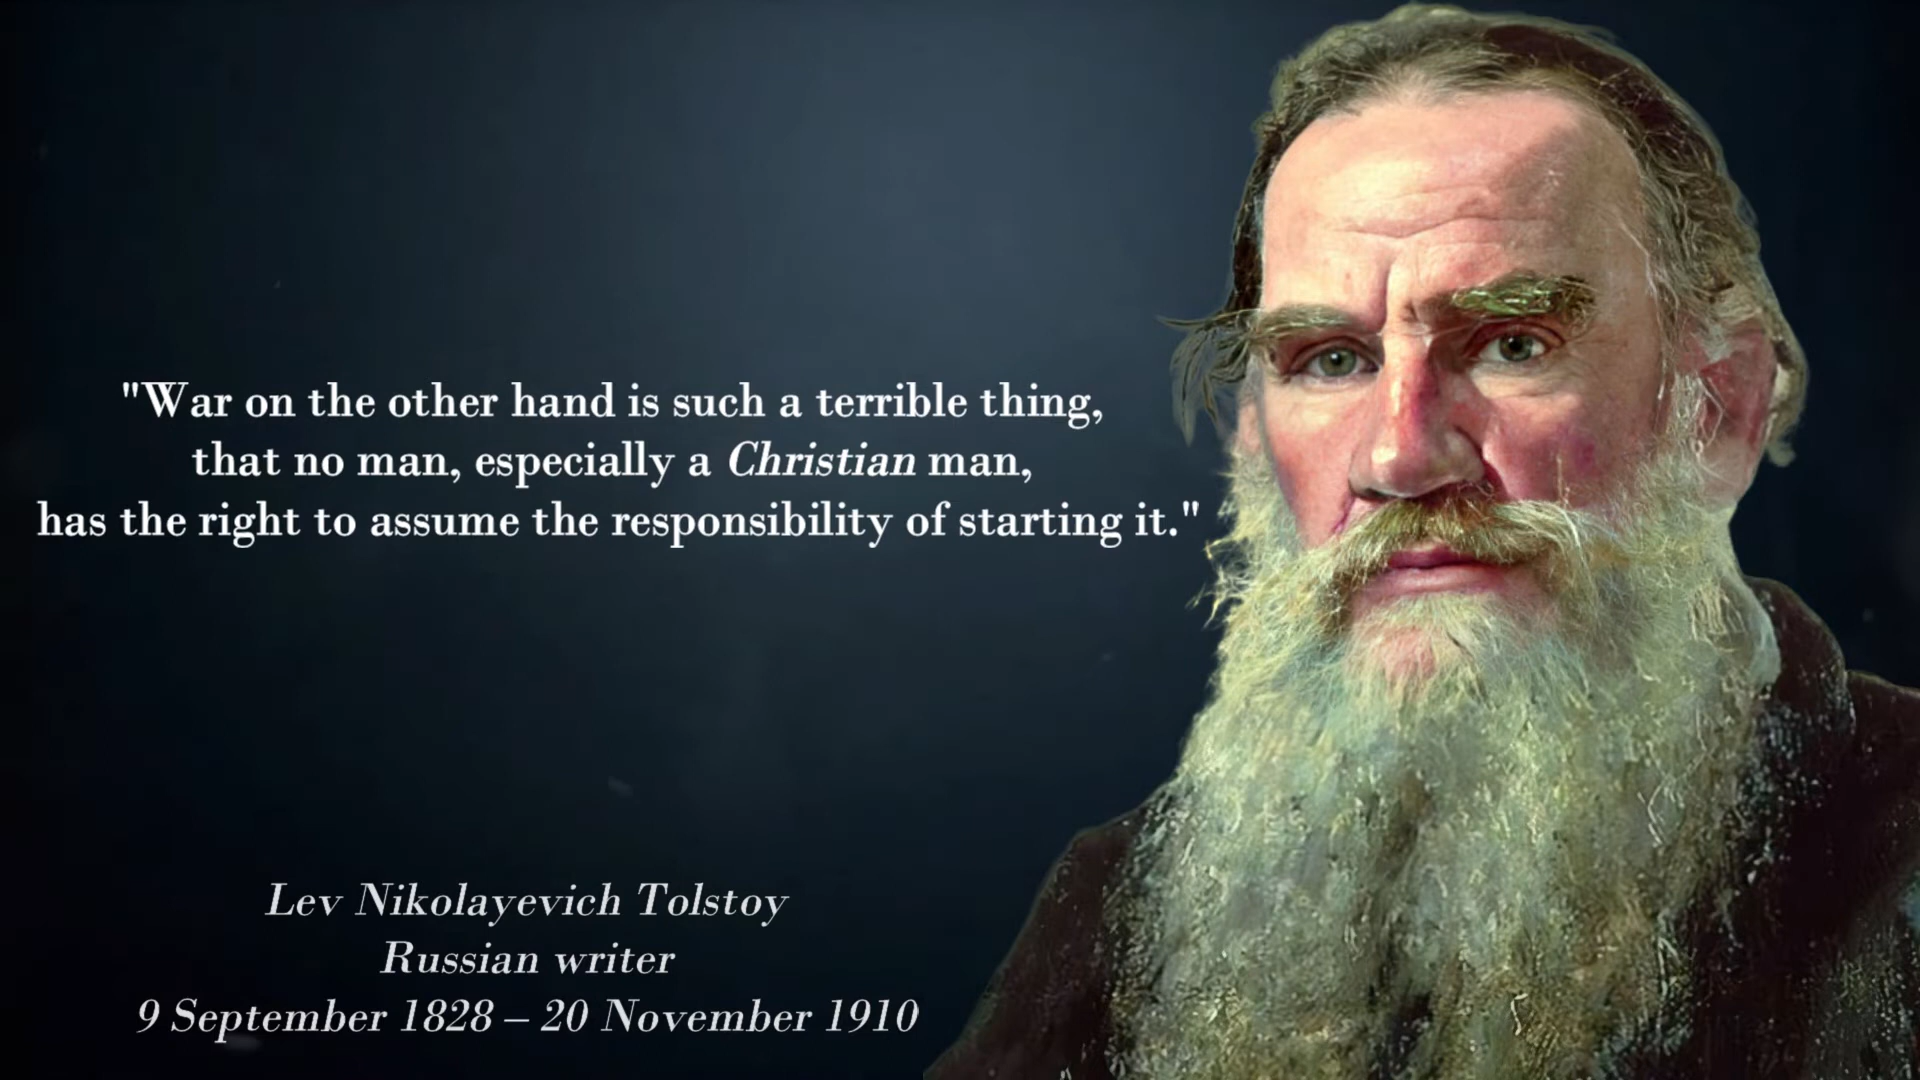 "War on the other hand is such a terrible thing,
that no man, especially a Christian man,
has the right to assume the responsibility of starting it."
Lev Nikolayevich Tolstoy
Russian writer
9 September 1828 – 20 November 1910